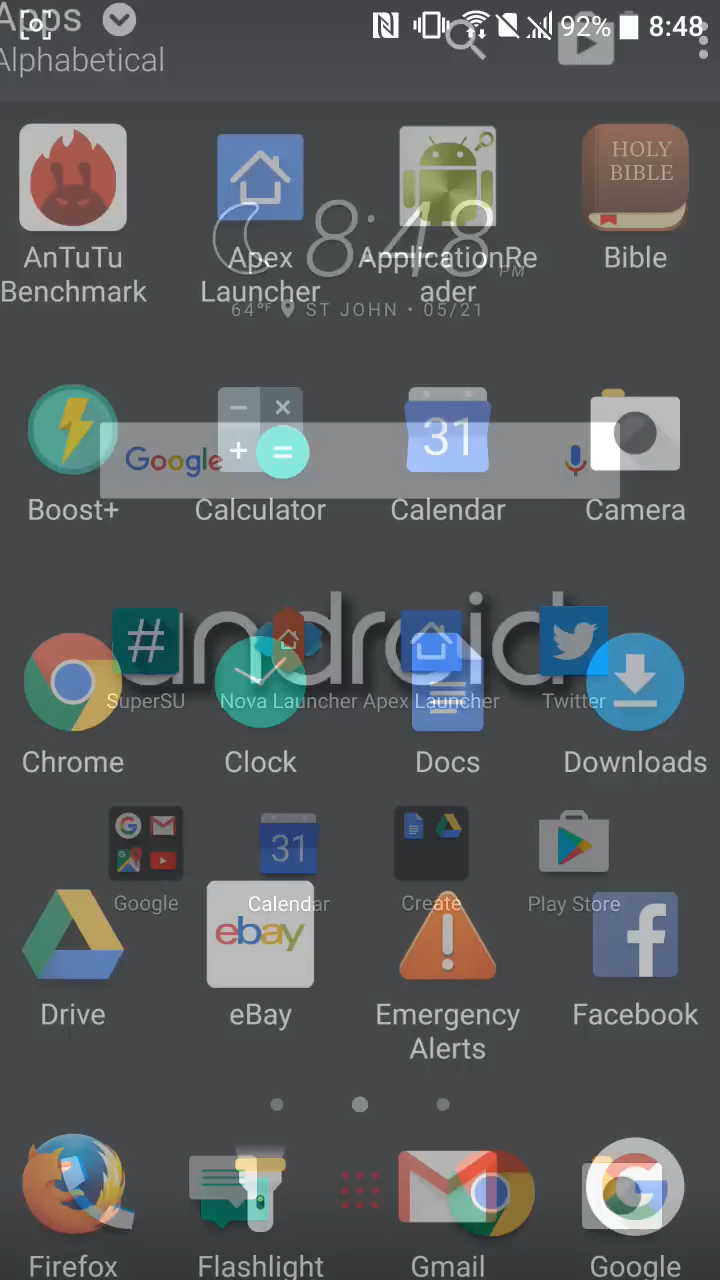 Apps
92% 8:48
Alphabetical
HOLY
BIBLE
8:48
PM
AnTuTu
Benchmark
Apex
Launcher
ApplicationRe
ader
Bible
64°F ST JOHN • 05/21
31
Google
Boost+
Calculator
Calendar
Camera
android
#
SuperSU
Nova Launcher
Apex Launcher
Twitter
Chrome
Clock
Docs
Downloads
31
Google
Calendar
Create
Play Store
ebay
Drive
eBay
Emergency
Alerts
Facebook
Firefox
Flashlight
Gmail
Google